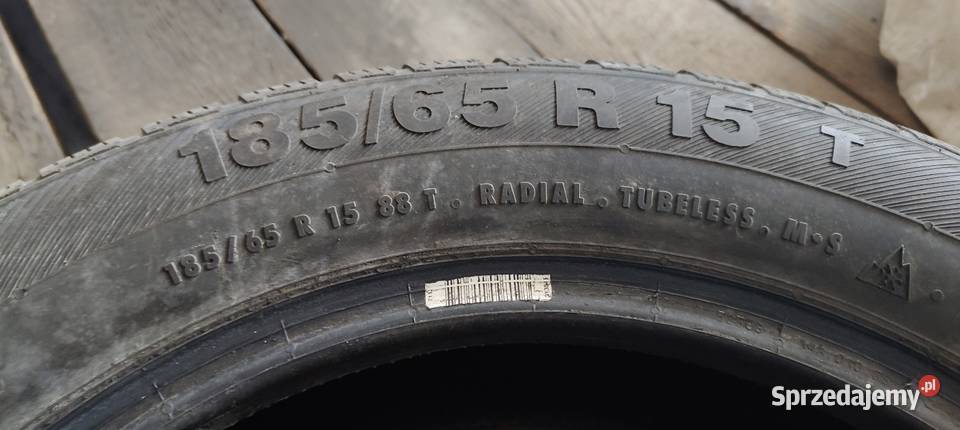 185/65 R 15 T
185/65 R 15 88 T . RADIAL . TUBELESS . M•S
Sprzedajemy.pl